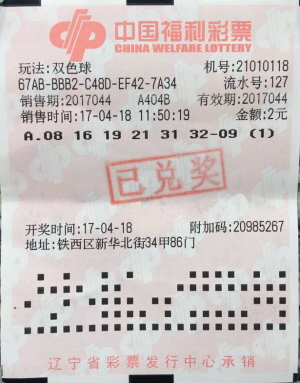 中国福利彩票
CHINA WELFARE LOTTERY
玩法:双色球 机号:21010118
67AB-BBB2-C48D-EF42-7A34 流水号:127
销售期:2017044 A404B 有效期:2017044
销售时间:17-04-18 11:50:19 金额:2元
A.08 16 19 21 31 32-09 (1)
已兑奖
开奖时间:17-04-18 附加码:20985267
地址:铁西区新华北街34甲86门
辽宁省彩票发行中心承销